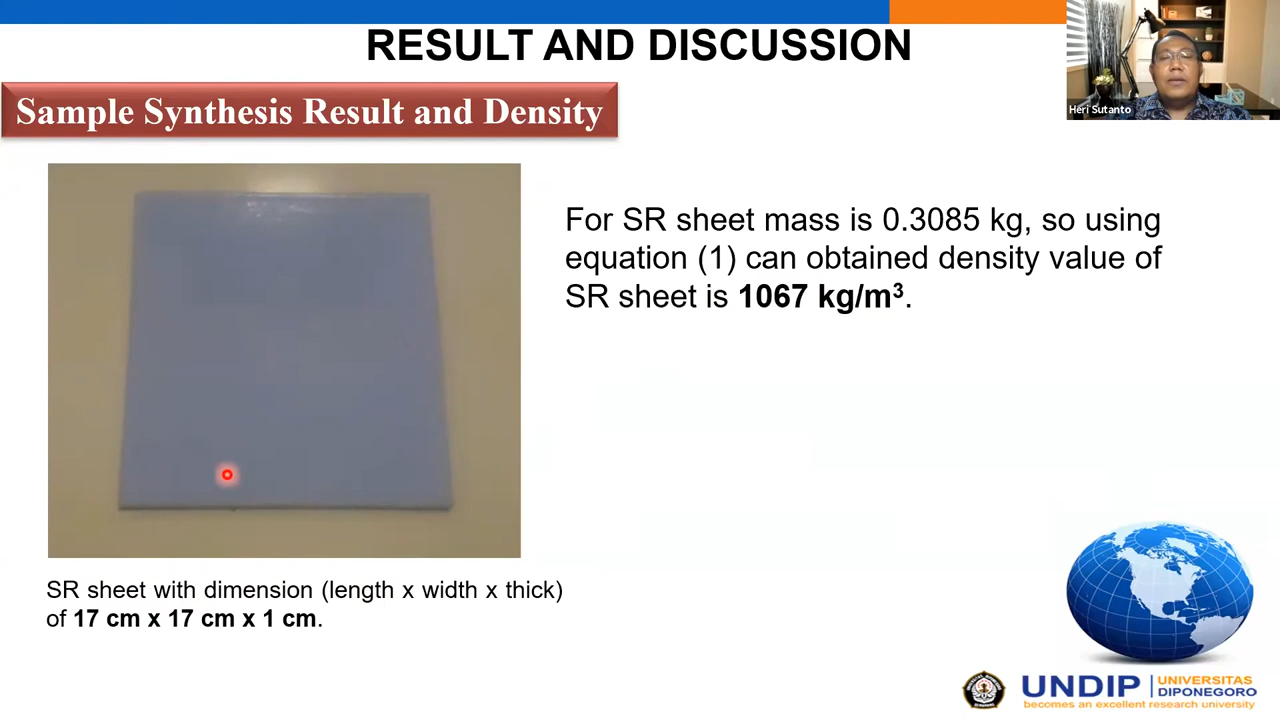 RESULT AND DISCUSSION
Heri Sutanto
Sample Synthesis Result and Density
For SR sheet mass is 0.3085 kg, so using
equation (1) can obtained density value of
SR sheet is 1067 kg/m³.
SR sheet with dimension (length x width x thick)
of 17 cm x 17 cm x 1 cm.
UNDIP
UNIVERSITAS
DIPONEGORO
becomes an excellent research university